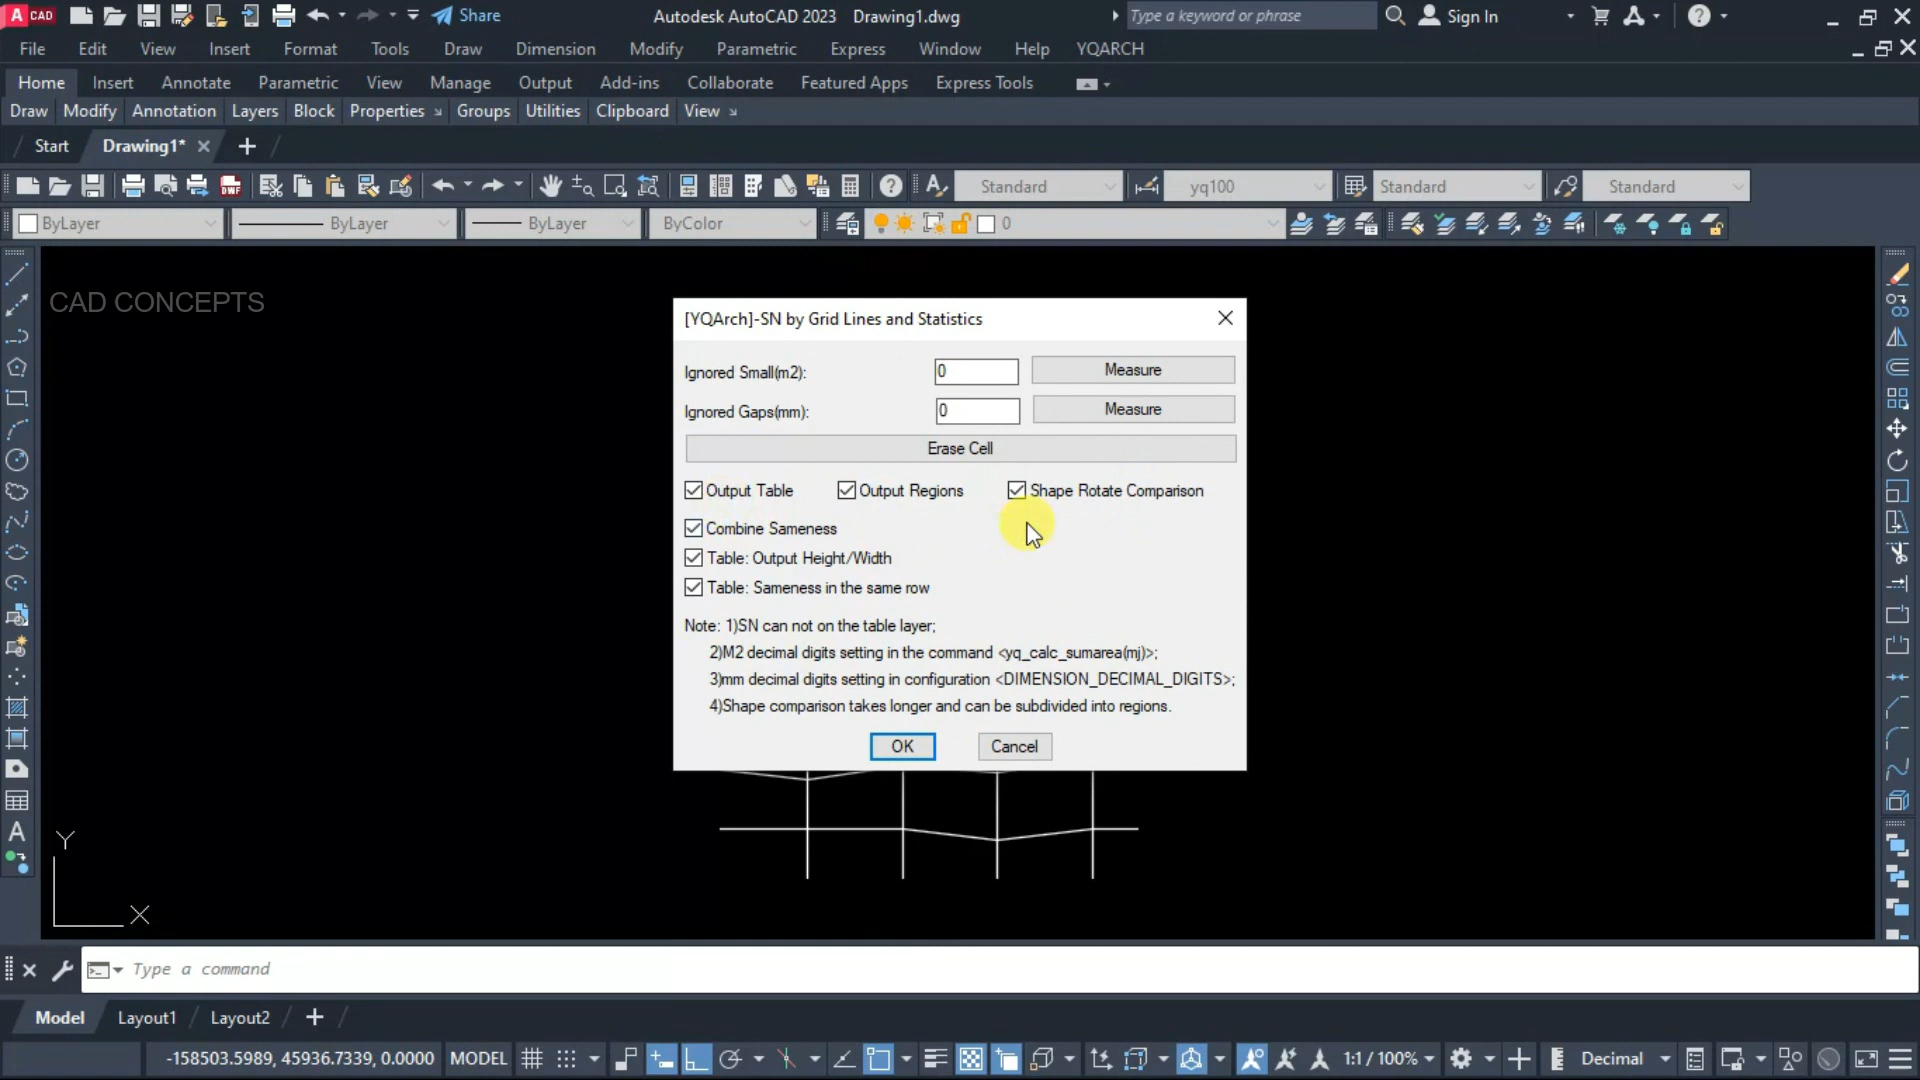 A CAD
Share
Autodesk AutoCAD 2023 Drawing1.dwg
Type a keyword or phrase
Sign In
File Edit View Insert Format Tools Draw Dimension Modify Parametric Express Window Help YQARCH
Home Insert Annotate Parametric View Manage Output Add-ins Collaborate Featured Apps Express Tools
Draw Modify Annotation Layers Block Properties Groups Utilities Clipboard View
Start Drawing1*
DWF
Standard yq100 Standard Standard
ByLayer ByLayer ByLayer ByColor 0
CAD CONCEPTS
[YQArch]-SN by Grid Lines and Statistics
Ignored Small(m2): 0 Measure
Ignored Gaps(mm): 0 Measure
Erase Cell
Output Table Output Regions Shape Rotate Comparison
Combine Sameness
Table: Output Height/Width
Table: Sameness in the same row
Note: 1)SN can not on the table layer;
2)M2 decimal digits setting in the command <yq_calc_sumarea(mj)>;
3)mm decimal digits setting in configuration <DIMENSION_DECIMAL_DIGITS>;
4)Shape comparison takes longer and can be subdivided into regions.
OK Cancel
A
Y
X
Type a command
Model Layout1 Layout2
-158503.5989, 45936.7339, 0.0000 MODEL 1:1 / 100% Decimal